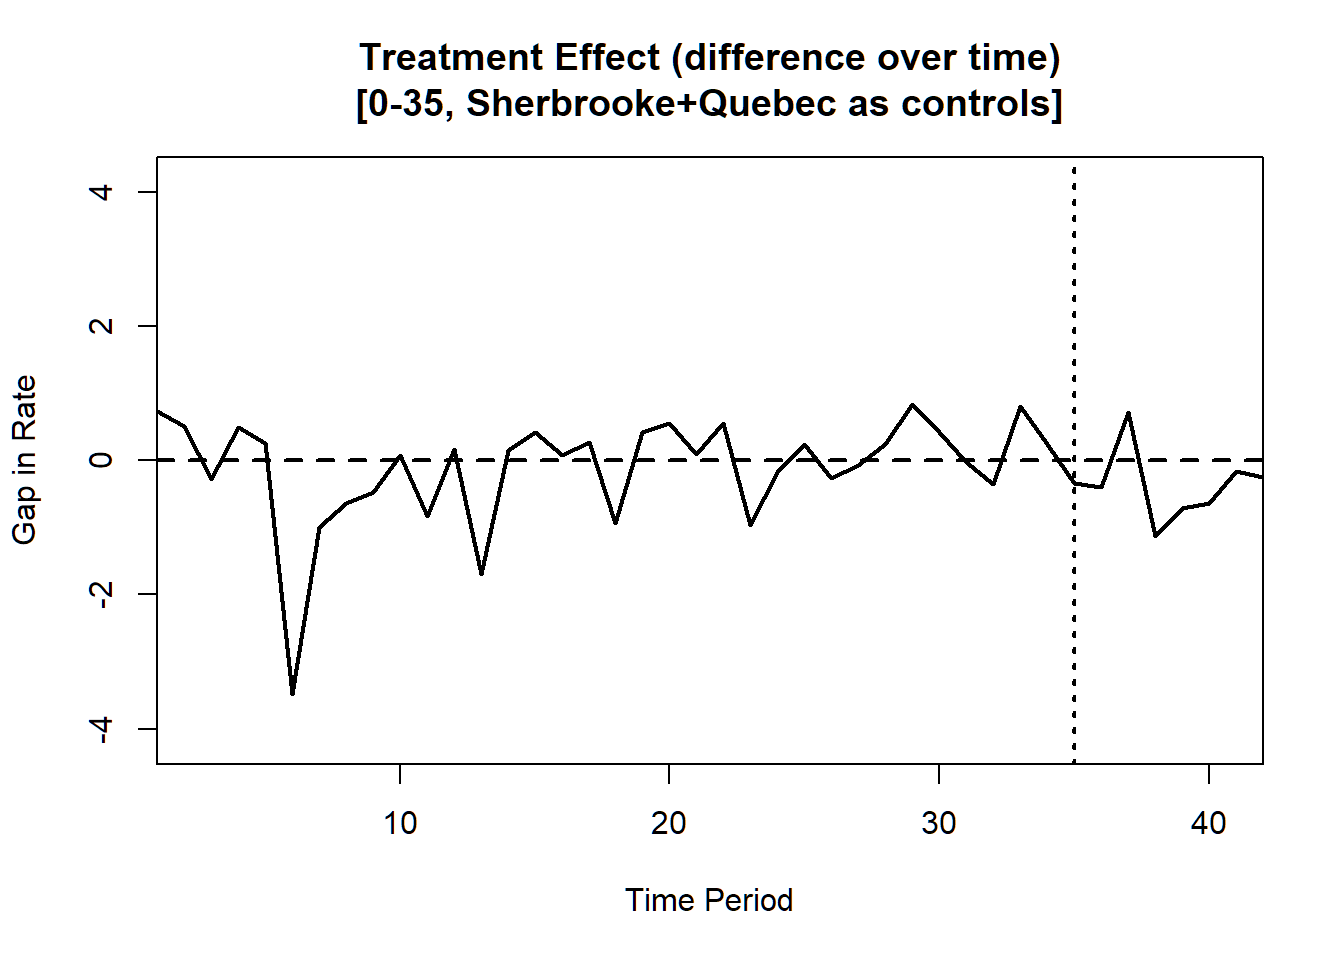 Treatment Effect (difference over time)
[0-35, Sherbrooke+Quebec as controls]
4
2
0
-2
-4
Gap in Rate
10
20
30
40
Time Period